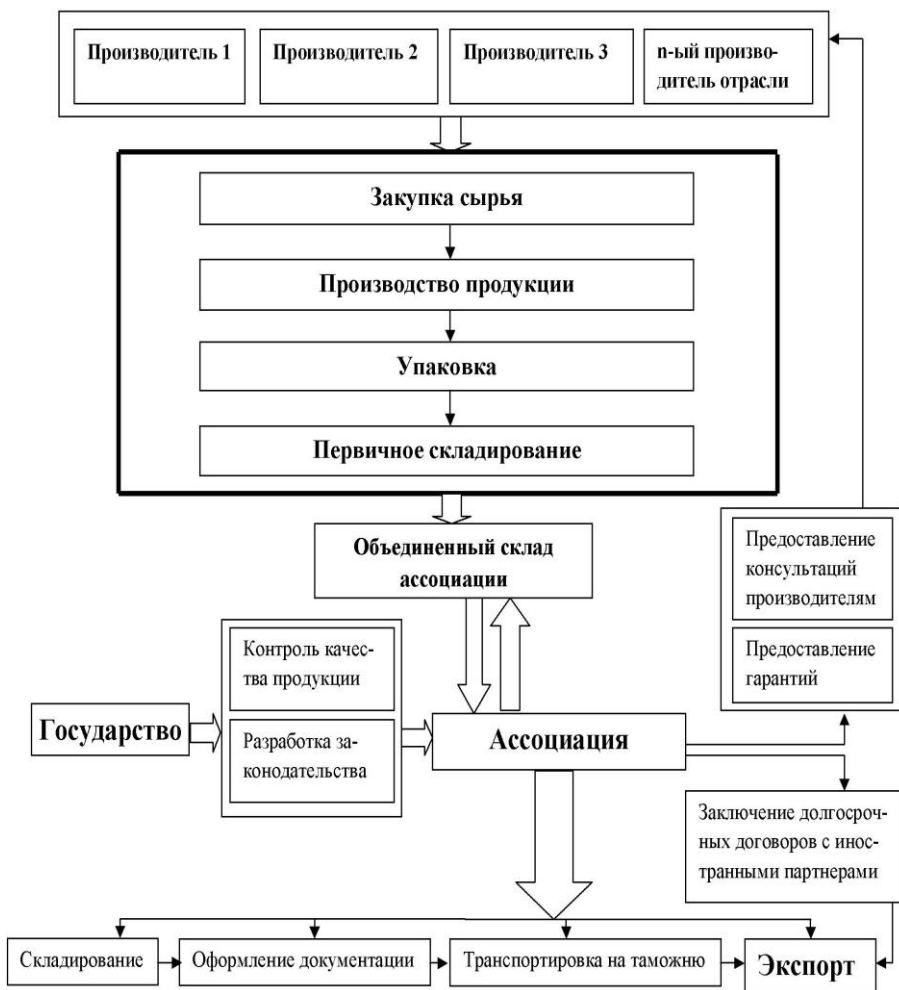 Производитель 1
Производитель 2
Производитель 3
n-ый произво-
дитель отрасли
Закупка сырья
Производство продукции
Упаковка
Первичное складирование
Объединенный склад
ассоциации
Предоставление
консультаций
производителям
Предоставление
гарантий
Контроль качес-
тва продукции
Государство
Разработка за-
конодательства
Ассоциация
Заключение долгосроч-
ных договоров с инос-
транными партнерами
Складирование
Оформление документации
Транспортировка на таможню
Экспорт